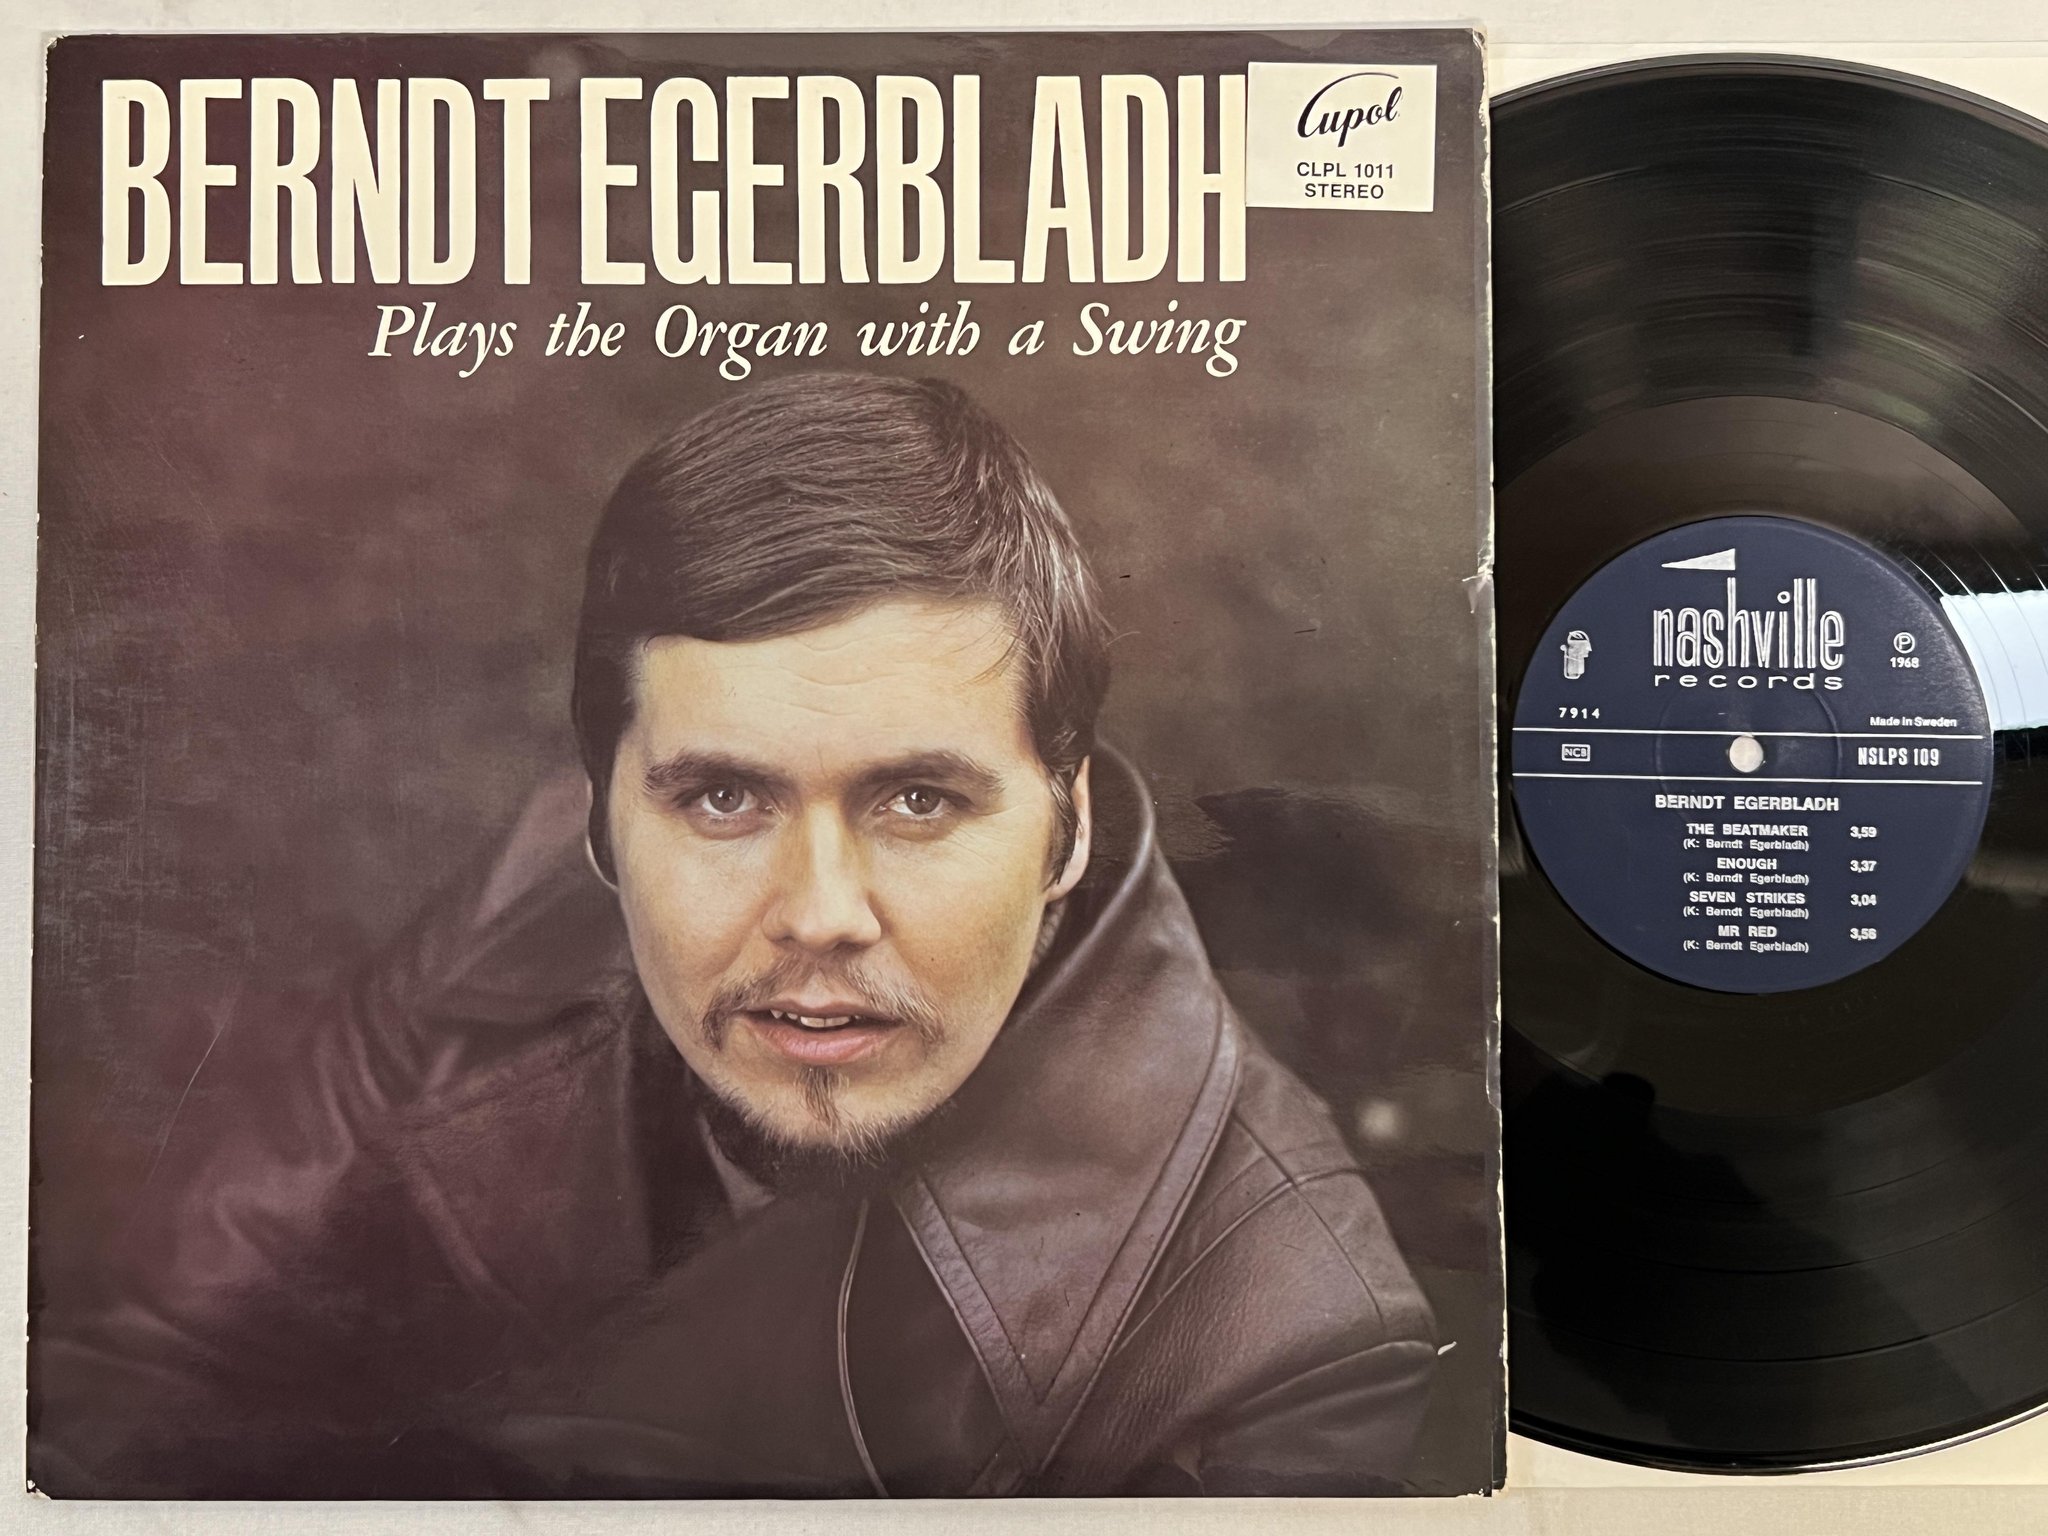 BERNDT EGERBLADH
Plays the Organ with a Swing
Cupol
CLPL 1011
STEREO
nashville
records
P
1968
7914
Made in Sweden
NCB
NSLPS 109
BERNDT EGERBLADH
THE BEATMAKER 3,59
(K: Berndt Egerbladh)
ENOUGH 3,37
(K: Berndt Egerbladh)
SEVEN STRIKES 3,04
(K: Berndt Egerbladh)
MR RED 3,58
(K: Berndt Egerbladh)